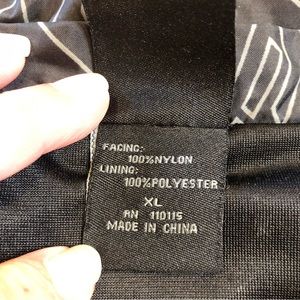 FACING:
100%NYLON
LINING:
100%POLYESTER
XL
RN 110115
MADE IN CHINA